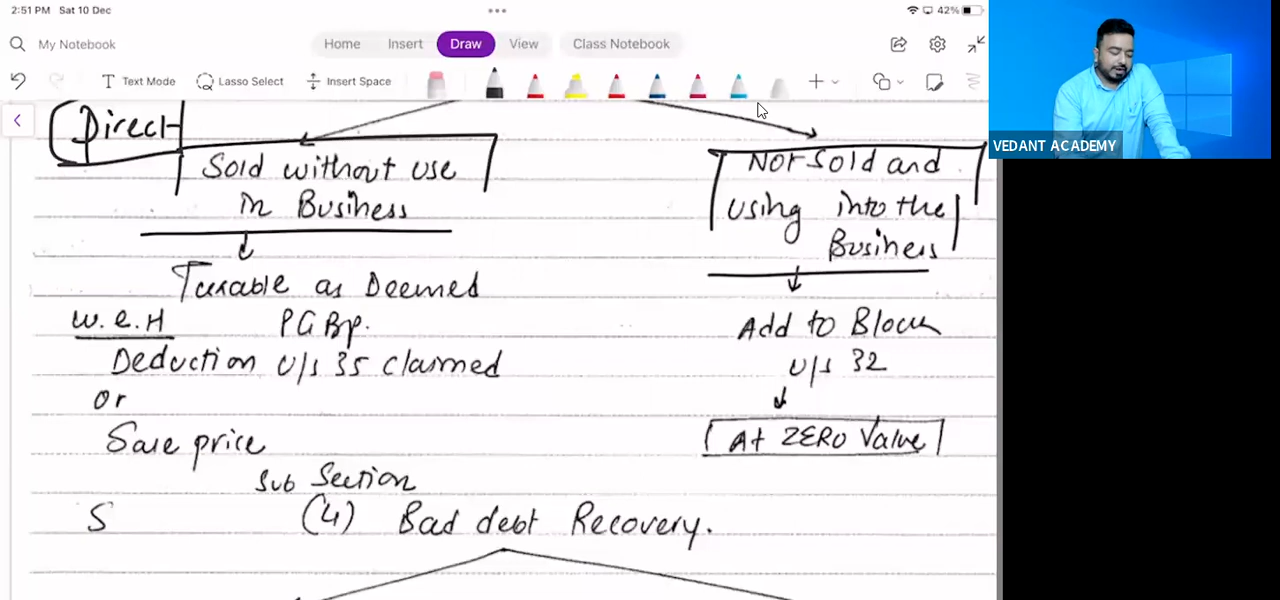 2:51 PM Sat 10 Dec
42%
My Notebook
Home Insert Draw View Class Notebook
Text Mode Lasso Select Insert Space
VEDANT ACADEMY
Direct
Sold without use
in Business
Not Sold and
using into the
Business
Taxable as Deemed
PGBP.
W.E.H
Deduction U/s 35 claimed
or
Sale price
Add to Block
U/s 32
At ZERO Value
Sub Section
S (4) Bad debt Recovery.